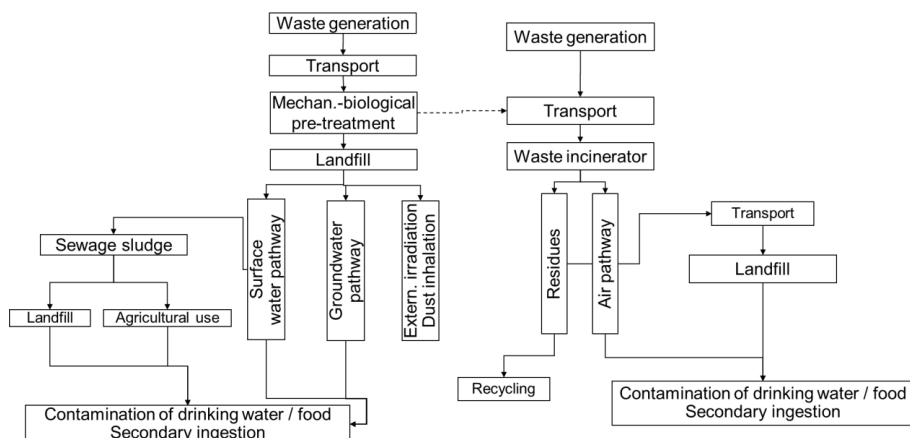 Waste generation
Transport
Mechan.-biological
pre-treatment
Landfill
Surface
water pathway
Groundwater
pathway
Extern. irradiation
Dust inhalation
Sewage sludge
Landfill
Agricultural use
Contamination of drinking water / food
Secondary ingestion
Waste generation
Transport
Waste incinerator
Residues
Air pathway
Transport
Landfill
Recycling
Contamination of drinking water / food
Secondary ingestion